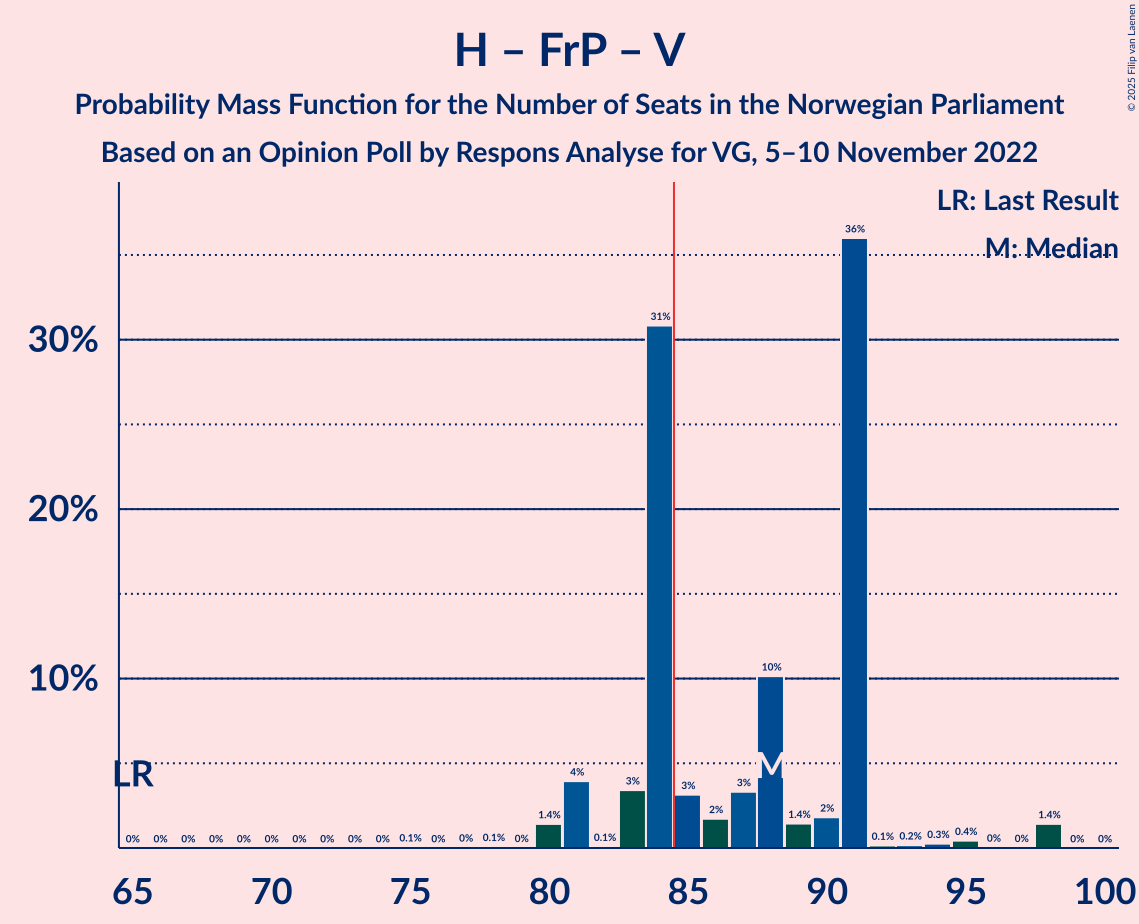 © 2025 Filip van Laenen
H – FrP – V
Probability Mass Function for the Number of Seats in the Norwegian Parliament
Based on an Opinion Poll by Respons Analyse for VG, 5–10 November 2022
LR: Last Result
M: Median
36%
31%
30%
20%
10%
10%
M
LR
4%
3%
3%
3%
2%
2%
1.4%
0.1%
1.4%
0.1%
0.2%
0.3%
0.4%
1.4%
0% 0% 0% 0% 0% 0% 0% 0% 0% 0% 0.1% 0% 0% 0.1% 0% 0% 0% 0% 0%
65 70 75 80 85 90 95 100